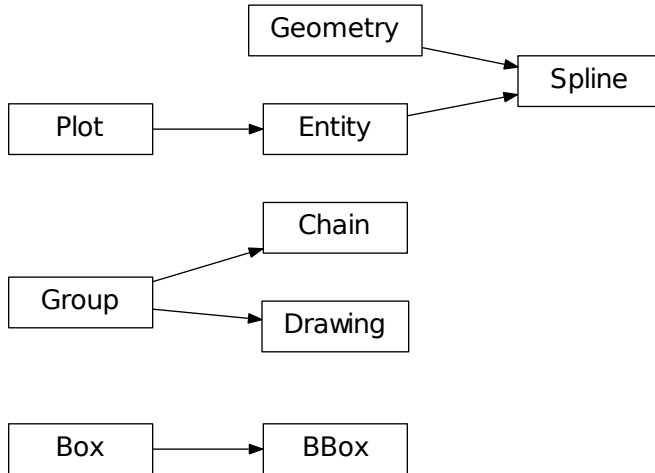 Geometry
Spline
Plot
Entity
Chain
Group
Drawing
Box
BBox